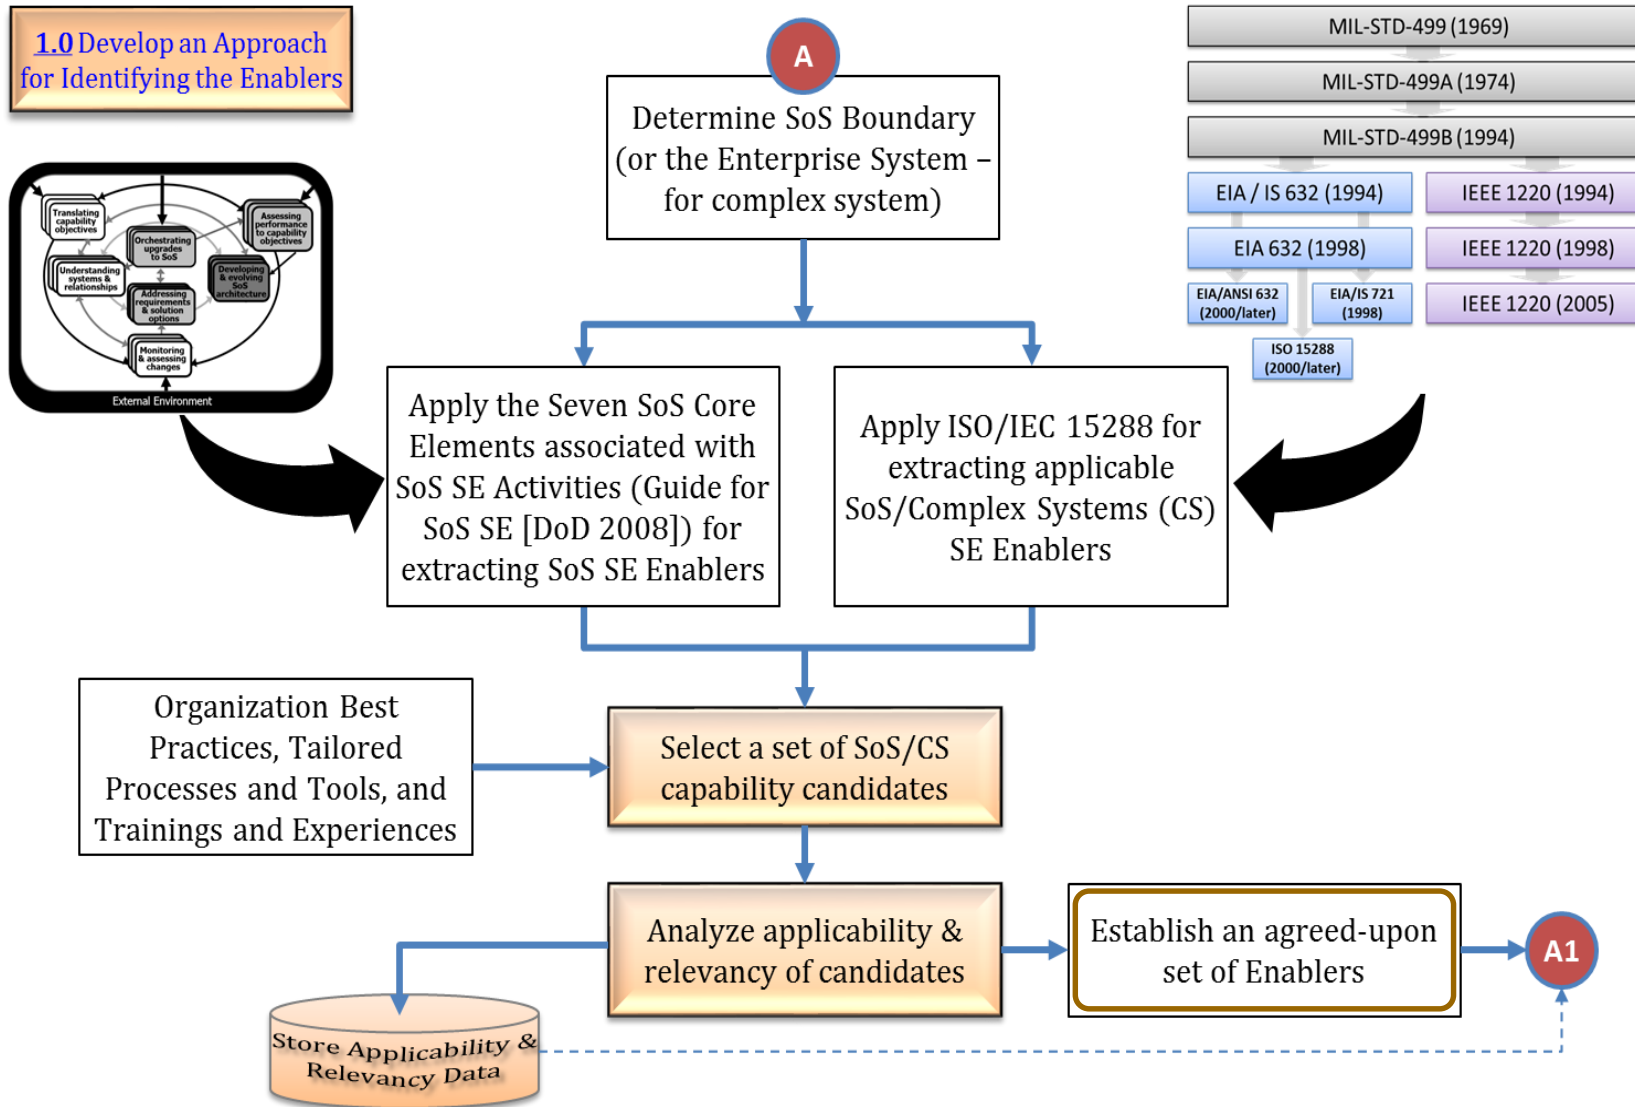 1.0 Develop an Approach
for Identifying the Enablers
A
Determine SoS Boundary
(or the Enterprise System –
for complex system)
MIL-STD-499 (1969)
MIL-STD-499A (1974)
MIL-STD-499B (1994)
EIA / IS 632 (1994)
IEEE 1220 (1994)
EIA 632 (1998)
IEEE 1220 (1998)
EIA/ANSI 632
(2000/later)
EIA/IS 721
(1998)
IEEE 1220 (2005)
ISO 15288
(2000/later)
Translating
capability
objectives
Assessing
performance
to capability
objectives
Orchestrating
upgrades
to SoS
Understanding
systems &
relationships
Developing
& evolving
SoS
architecture
Addressing
requirements
& solution
options
Monitoring
& assessing
changes
External Environment
Apply the Seven SoS Core
Elements associated with
SoS SE Activities (Guide for
SoS SE [DoD 2008]) for
extracting SoS SE Enablers
Apply ISO/IEC 15288 for
extracting applicable
SoS/Complex Systems (CS)
SE Enablers
Organization Best
Practices, Tailored
Processes and Tools, and
Trainings and Experiences
Select a set of SoS/CS
capability candidates
Analyze applicability &
relevancy of candidates
Establish an agreed-upon
set of Enablers
A1
Store Applicability &
Relevancy Data